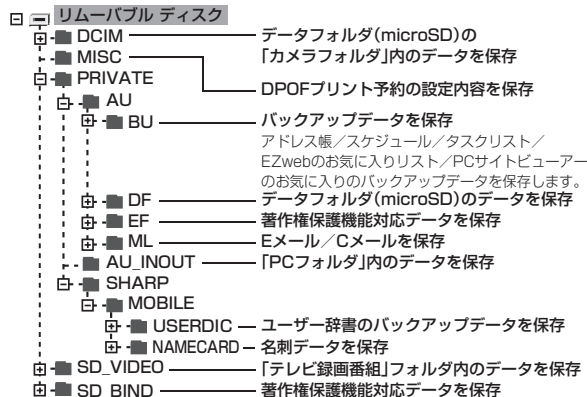 リムーバブル ディスク
DCIM データフォルダ(microSD)の
MISC 「カメラフォルダ」内のデータを保存
PRIVATE
DPOFプリント予約の設定内容を保存
AU
BU バックアップデータを保存
アドレス帳／スケジュール／タスクリスト／
EZwebのお気に入りリスト／PCサイトビューアー
のお気に入りのバックアップデータを保存します。
DF データフォルダ(microSD)のデータを保存
EF 著作権保護機能対応データを保存
ML Eメール／Cメールを保存
AU_INOUT 「PCフォルダ」内のデータを保存
SHARP
MOBILE
USERDIC ユーザー辞書のバックアップデータを保存
NAMECARD 名刺データを保存
SD_VIDEO 「テレビ録画番組」フォルダ内のデータを保存
SD_BIND 著作権保護機能対応データを保存